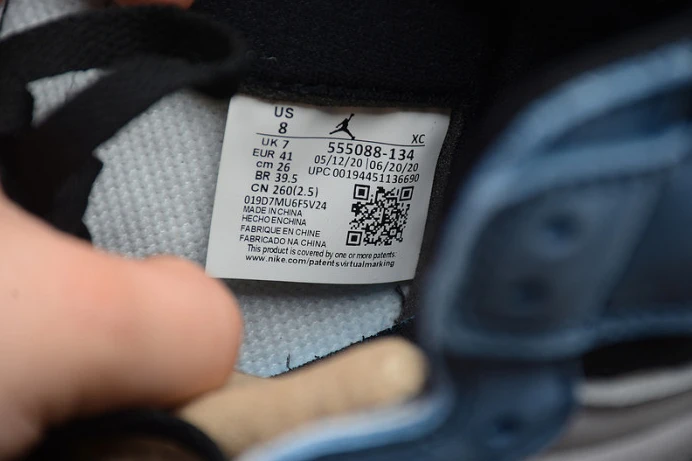 US
8
XC
UK 7
EUR 41
cm 26
BR 39.5
CN 260(2.5)
555088-134
05/12/20 | 06/20/20
UPC 00194451136690
019D7MU6F5V24
MADE IN CHINA
HECHO EN CHINA
FABRIQUE EN CHINE
FABRICADO NA CHINA
This product is covered by one or more patents.
www.nike.com/patentsvirtualmarking